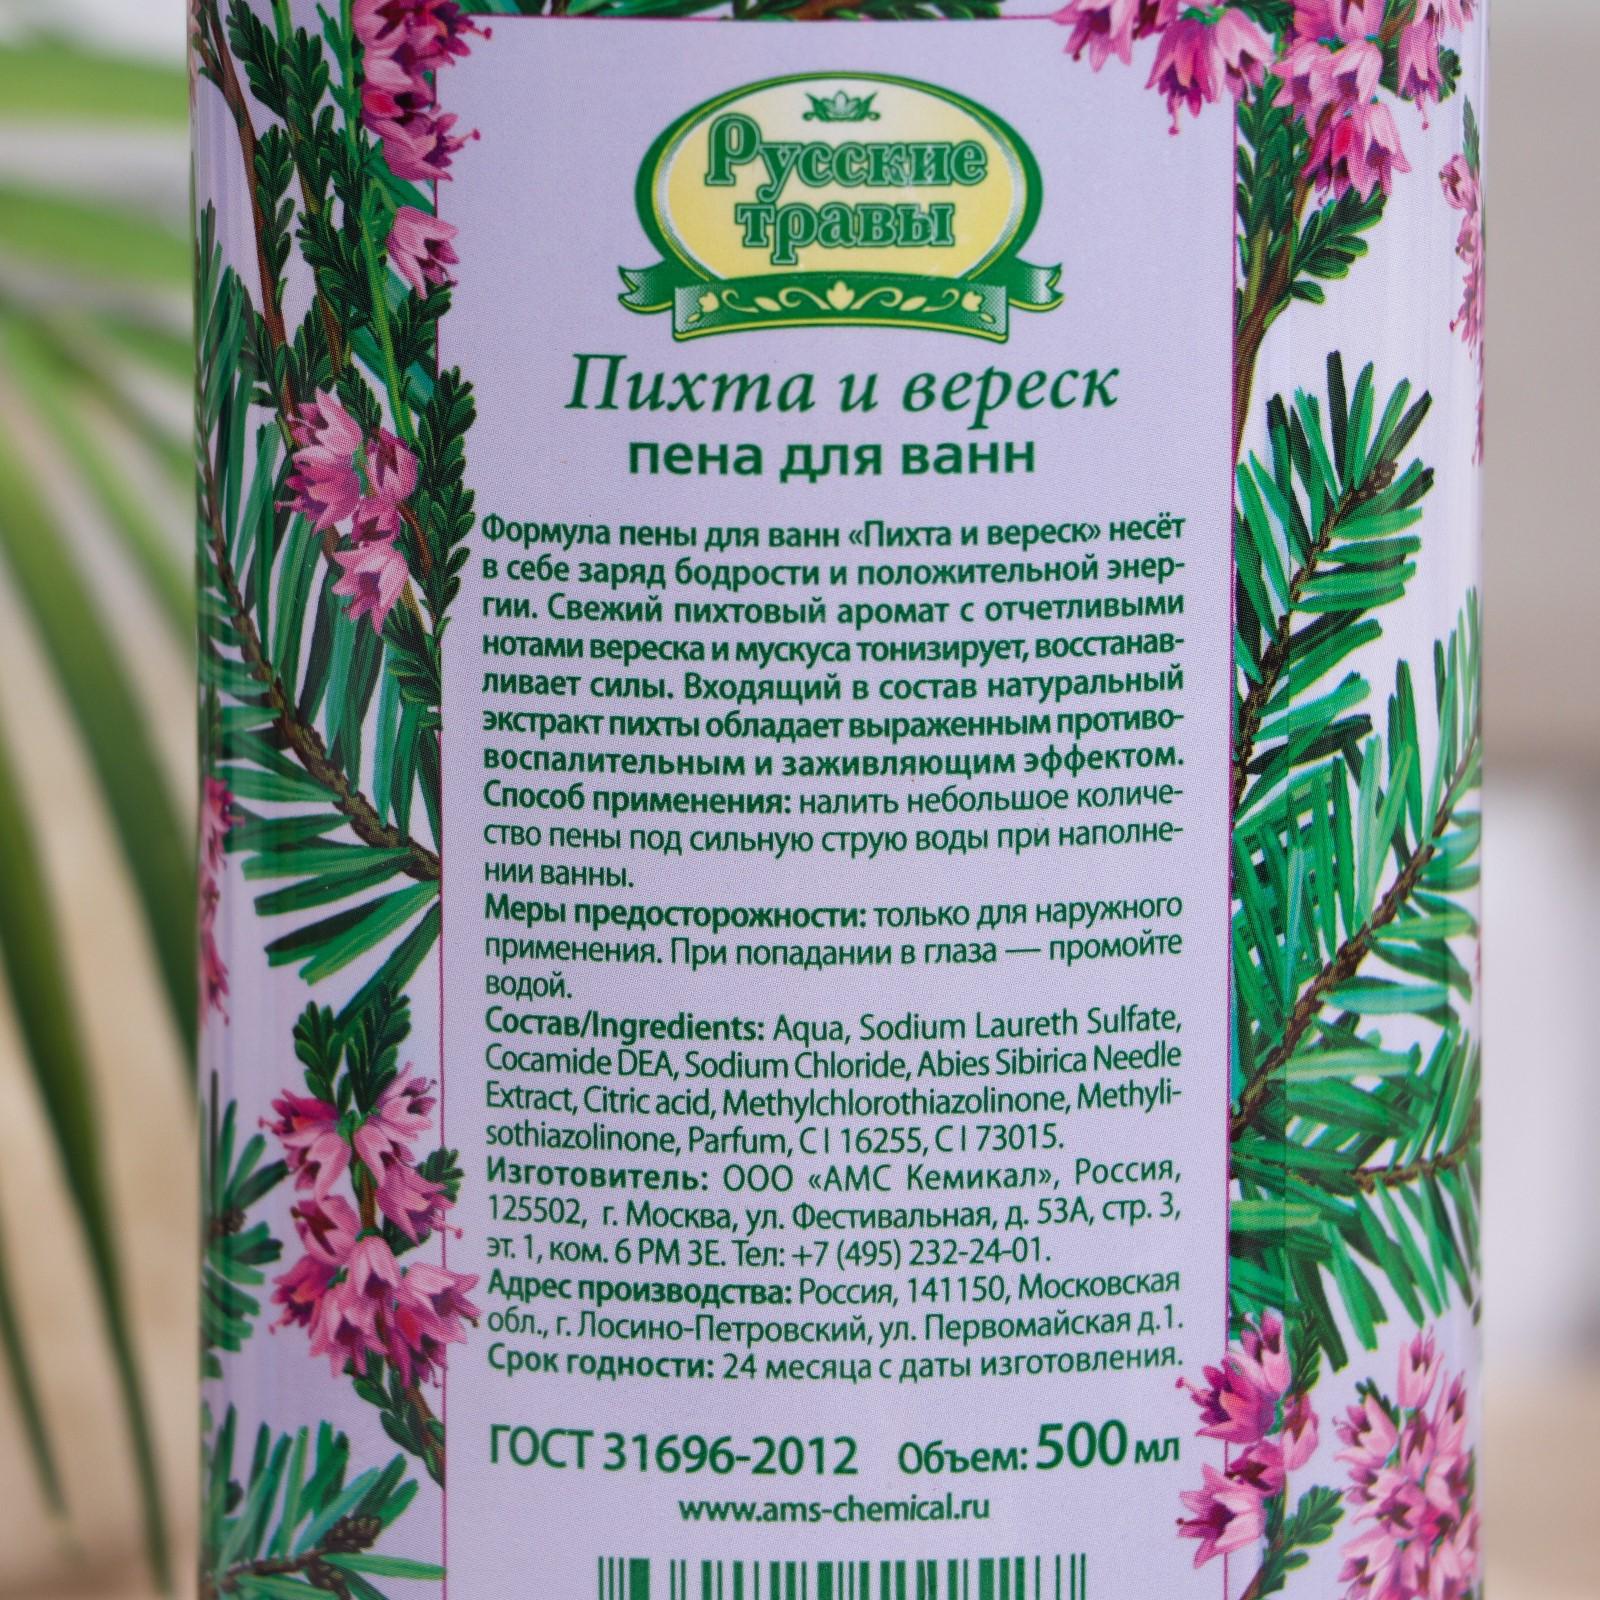 Русские
травы
Пихта и вереск
пена для ванн
Формула пены для ванн «Пихта и вереск» несёт
в себе заряд бодрости и положительной энер-
гии. Свежий пихтовый аромат с отчетливыми
нотами вереска и мускуса тонизирует, восстанав-
ливает силы. Входящий в состав натуральный
экстракт пихты обладает выраженным противо-
воспалительным и заживляющим эффектом.
Способ применения: налить небольшое количе-
ство пены под сильную струю воды при наполне-
нии ванны.
Меры предосторожности: только для наружного
применения. При попадании в глаза — промойте
водой.
Состав/Ingredients: Aqua, Sodium Laureth Sulfate,
Cocamide DEA, Sodium Chloride, Abies Sibirica Needle
Extract, Citric acid, Methylchlorothiazolinone, Methyli-
sothiazolinone, Parfum, C I 16255, C I 73015.
Изготовитель: ООО «АМС Кемикал», Россия,
125502, г. Москва, ул. Фестивальная, д. 53А, стр. 3,
эт. 1, ком. 6 РМ 3Е. Тел: +7 (495) 232-24-01.
Адрес производства: Россия, 141150, Московская
обл., г. Лосино-Петровский, ул. Первомайская д.1.
Срок годности: 24 месяца с даты изготовления.
ГОСТ 31696-2012 Объем: 500 мл
www.ams-chemical.ru